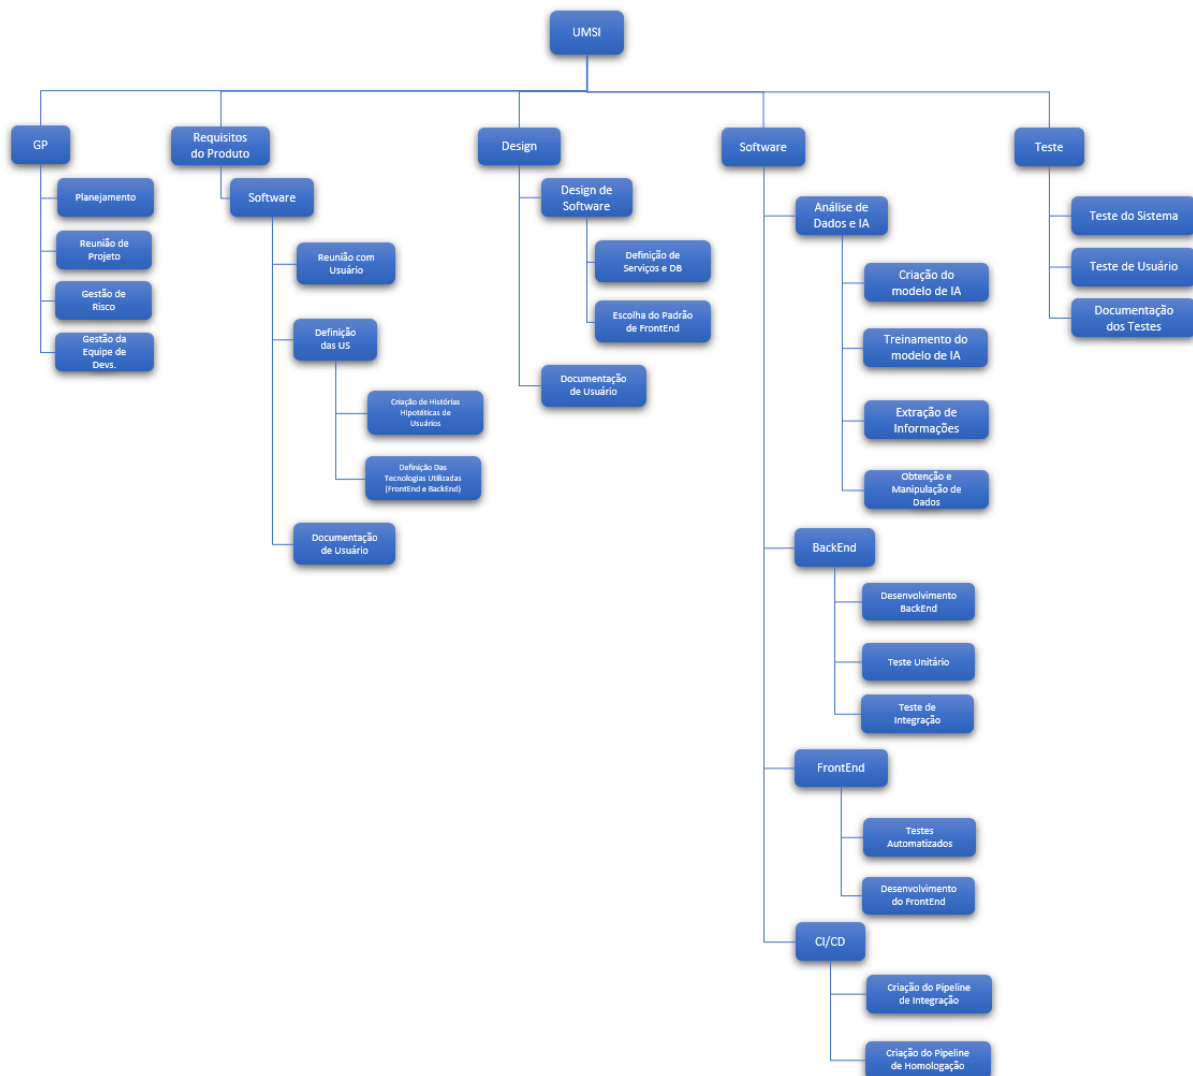 UMSI
GP
Planejamento
Reunião de
Projeto
Gestão de
Risco
Gestão da
Equipe de
Devs.
Requisitos
do Produto
Software
Reunião com
Usuário
Definição
das US
Criação de Histórias
Hipotéticas de
Usuários
Definição Das
Tecnologias Utilizadas
(FrontEnd e BackEnd)
Documentação
de Usuário
Design
Design de
Software
Definição de
Serviços e DB
Escolha do Padrão
de FrontEnd
Documentação
de Usuário
Software
Análise de
Dados e IA
Criação do
modelo de IA
Treinamento do
modelo de IA
Extração de
Informações
Obtenção e
Manipulação de
Dados
BackEnd
Desenvolvimento
BackEnd
Teste Unitário
Teste de
Integração
FrontEnd
Testes
Automatizados
Desenvolvimento
do FrontEnd
CI/CD
Criação do Pipeline
de Integração
Criação do Pipeline
de Homologação
Teste
Teste do Sistema
Teste de Usuário
Documentação
dos Testes